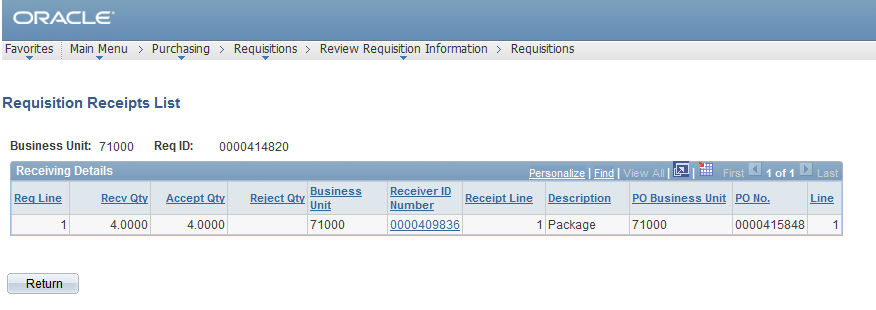 ORACLE
Favorites Main Menu > Purchasing > Requisitions > Review Requisition Information > Requisitions
Requisition Receipts List
Business Unit: 71000 Req ID: 0000414820
Receiving Details Personalize | Find | View All | | First 1 of 1 Last
Req Line Recv Qty Accept Qty Reject Qty Business Unit Receiver ID Number Receipt Line Description PO Business Unit PO No. Line
1 4.0000 4.0000 71000 0000409836 1 Package 71000 0000415848 1
Return